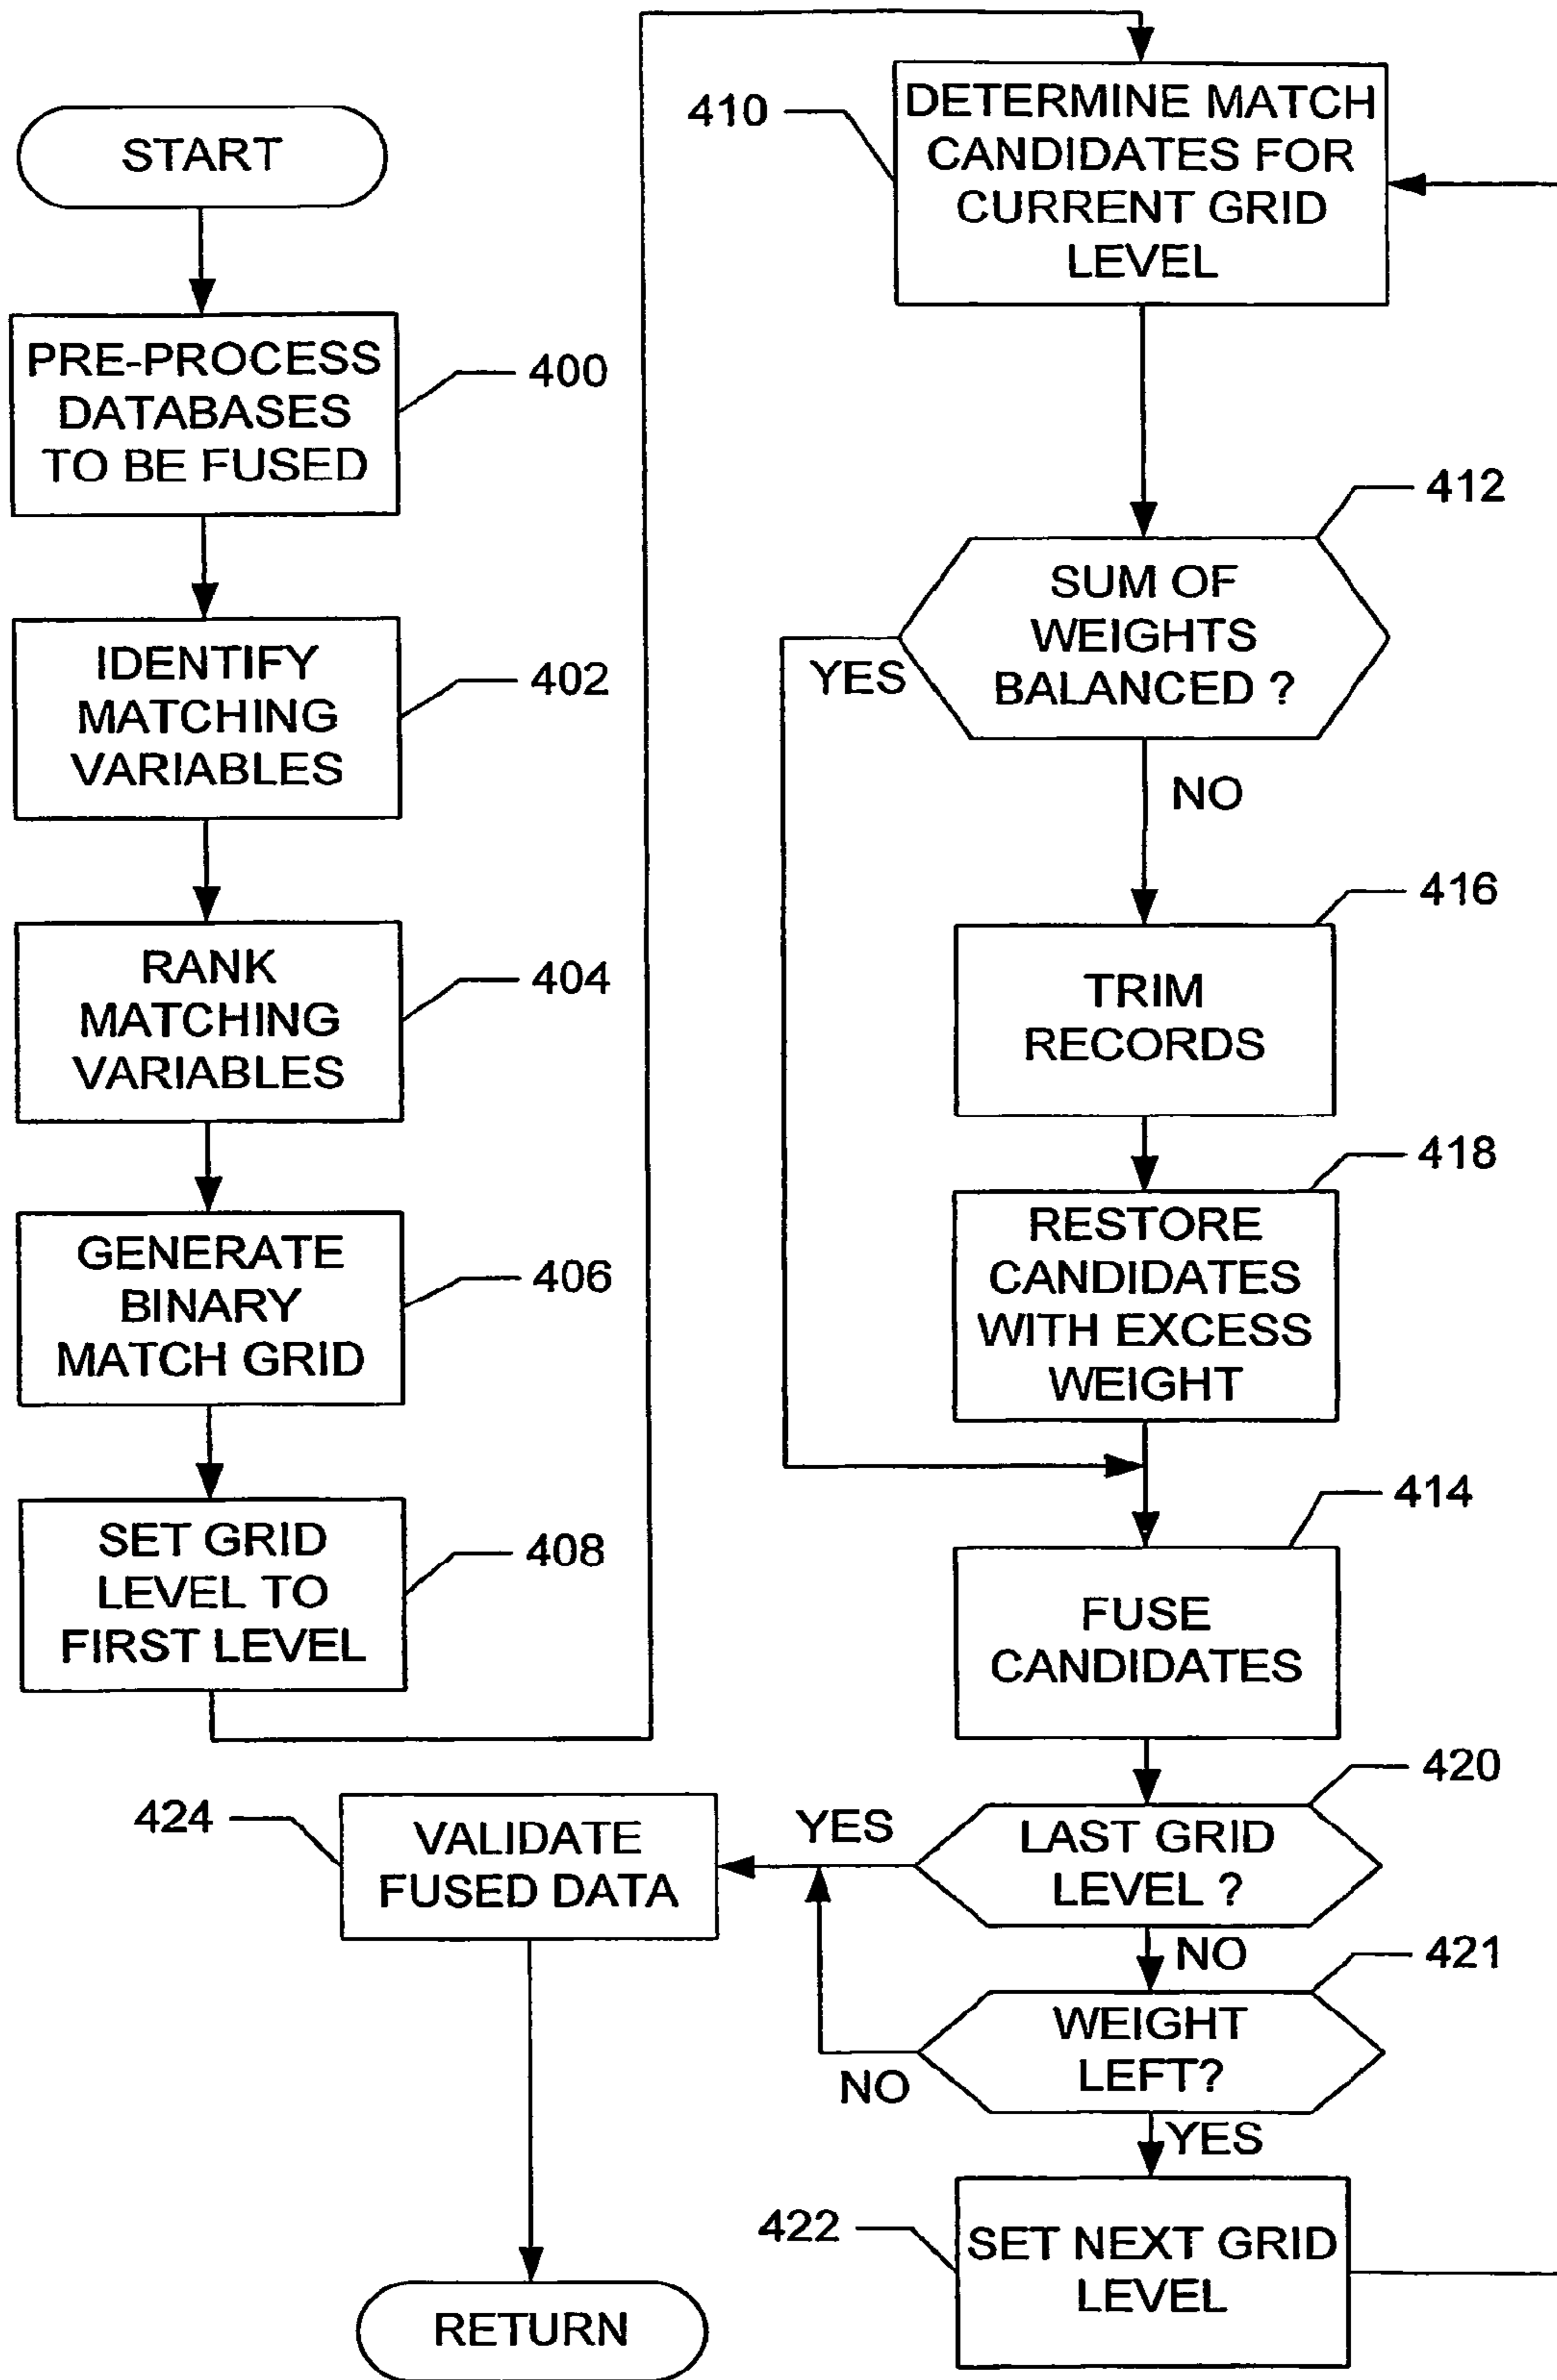 START
PRE-PROCESS
DATABASES
TO BE FUSED
400
IDENTIFY
MATCHING
VARIABLES
402
RANK
MATCHING
VARIABLES
404
GENERATE
BINARY
MATCH GRID
406
SET GRID
LEVEL TO
FIRST LEVEL
408
410
DETERMINE MATCH
CANDIDATES FOR
CURRENT GRID
LEVEL
412
SUM OF
WEIGHTS
BALANCED ?
YES
NO
416
TRIM
RECORDS
418
RESTORE
CANDIDATES
WITH EXCESS
WEIGHT
414
FUSE
CANDIDATES
420
LAST GRID
LEVEL ?
YES
NO
424
VALIDATE
FUSED DATA
421
WEIGHT
LEFT?
NO
YES
422
SET NEXT GRID
LEVEL
RETURN